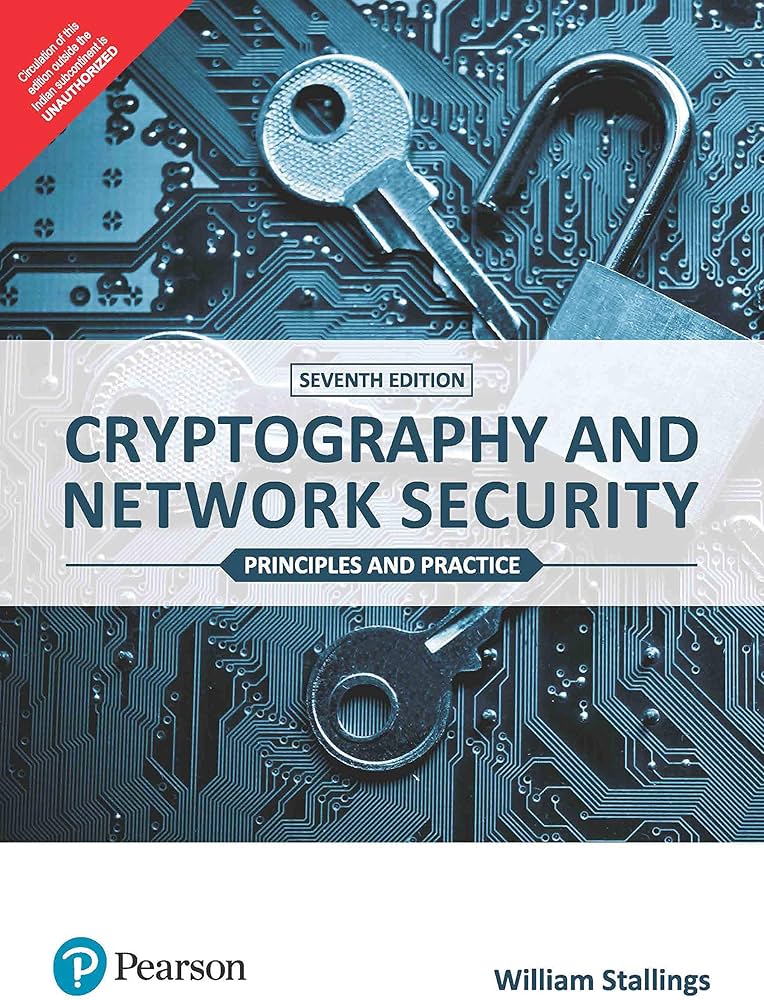 Circulation of this
edition outside the
Indian subcontinent is
UNAUTHORIZED
SEVENTH EDITION
CRYPTOGRAPHY AND
NETWORK SECURITY
PRINCIPLES AND PRACTICE
P Pearson
William Stallings